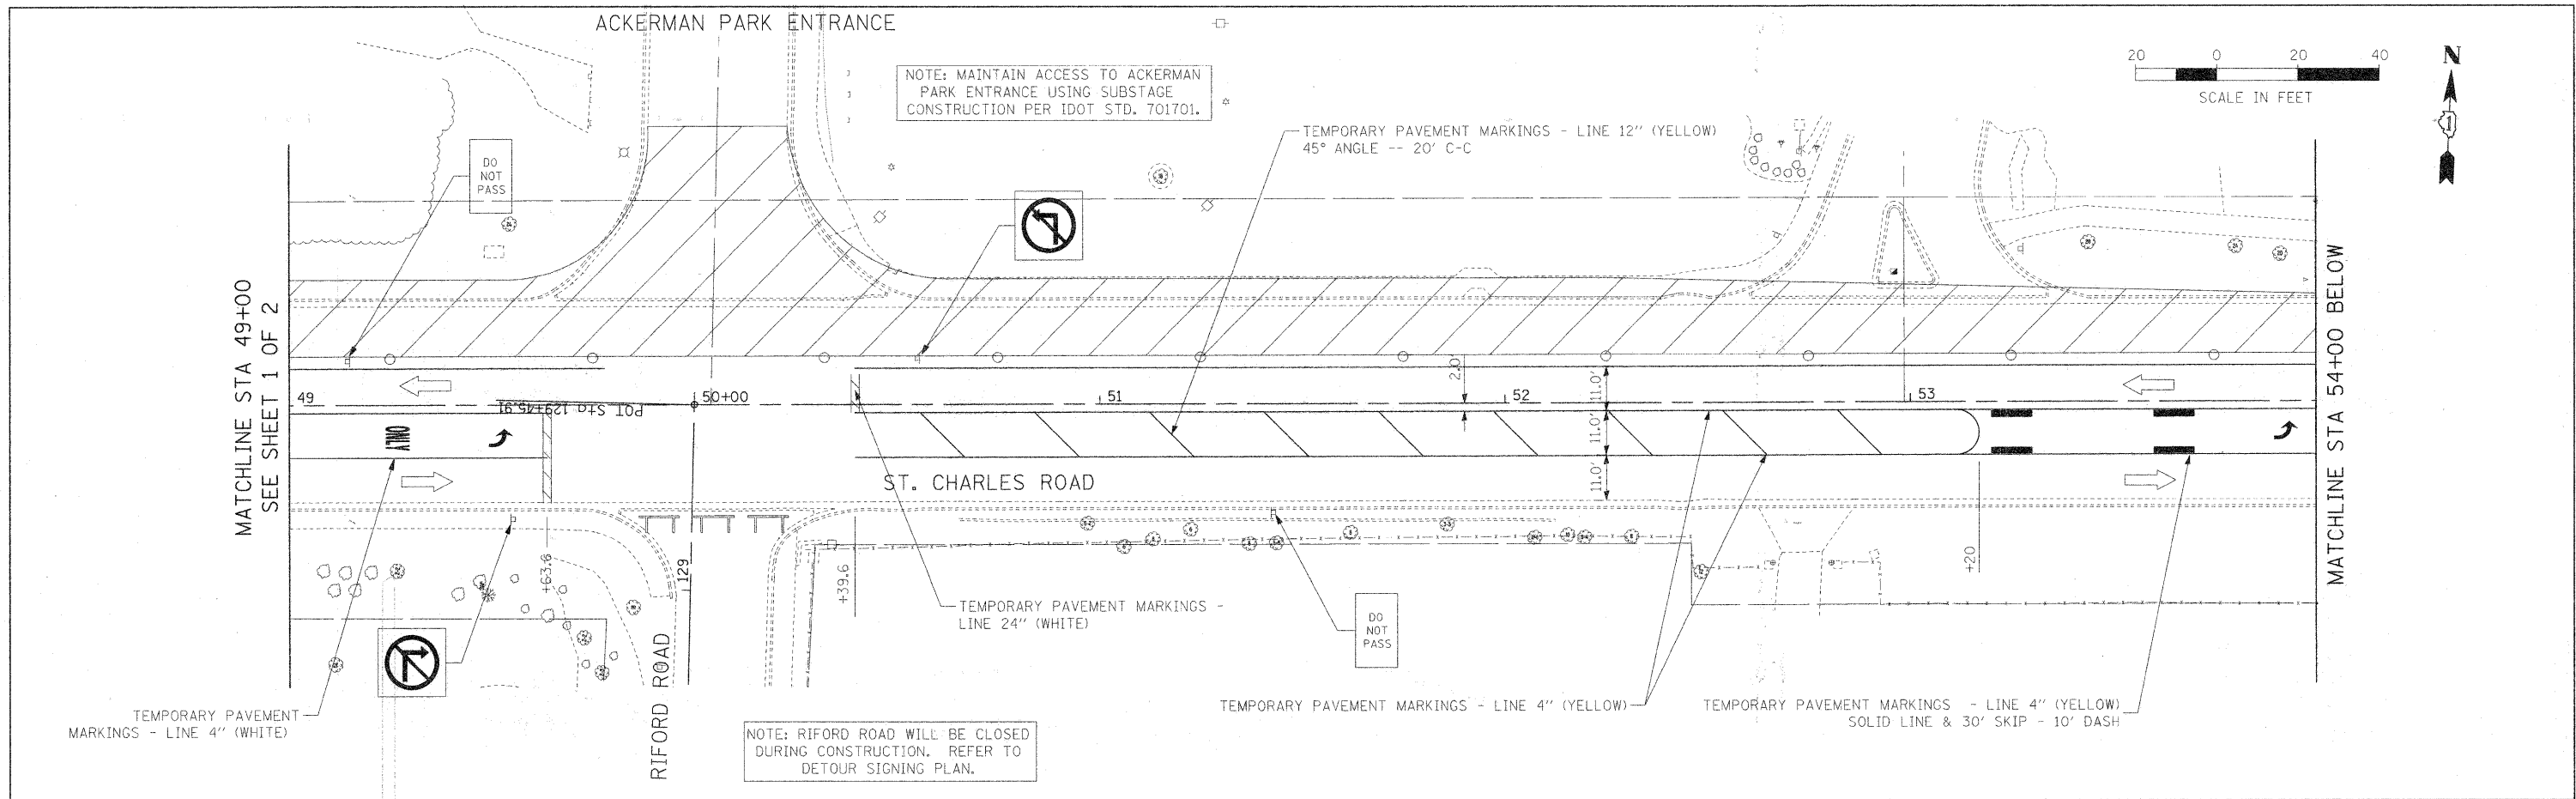 ACKERMAN PARK ENTRANCE
NOTE: MAINTAIN ACCESS TO ACKERMAN
PARK ENTRANCE USING SUBSTAGE
CONSTRUCTION PER IDOT STD. 701701.
20 0 20 40
SCALE IN FEET
N
1
TEMPORARY PAVEMENT MARKINGS - LINE 12" (YELLOW)
45° ANGLE -- 20' C-C
DO
NOT
PASS
MATCHLINE STA 49+00
SEE SHEET 1 OF 2
MATCHLINE STA 54+00 BELOW
49
POT Sta 129+45.91
50+00
51
52
53
2.0
11.0'
11.0'
11.0'
ONLY
ST. CHARLES ROAD
+63.6
129
+39.6
+20
TEMPORARY PAVEMENT MARKINGS -
LINE 24" (WHITE)
DO
NOT
PASS
RIFORD ROAD
TEMPORARY PAVEMENT
MARKINGS - LINE 4" (WHITE)
TEMPORARY PAVEMENT MARKINGS - LINE 4" (YELLOW)
TEMPORARY PAVEMENT MARKINGS - LINE 4" (YELLOW)
SOLID LINE & 30' SKIP - 10' DASH
NOTE: RIFORD ROAD WILL BE CLOSED
DURING CONSTRUCTION. REFER TO
DETOUR SIGNING PLAN.